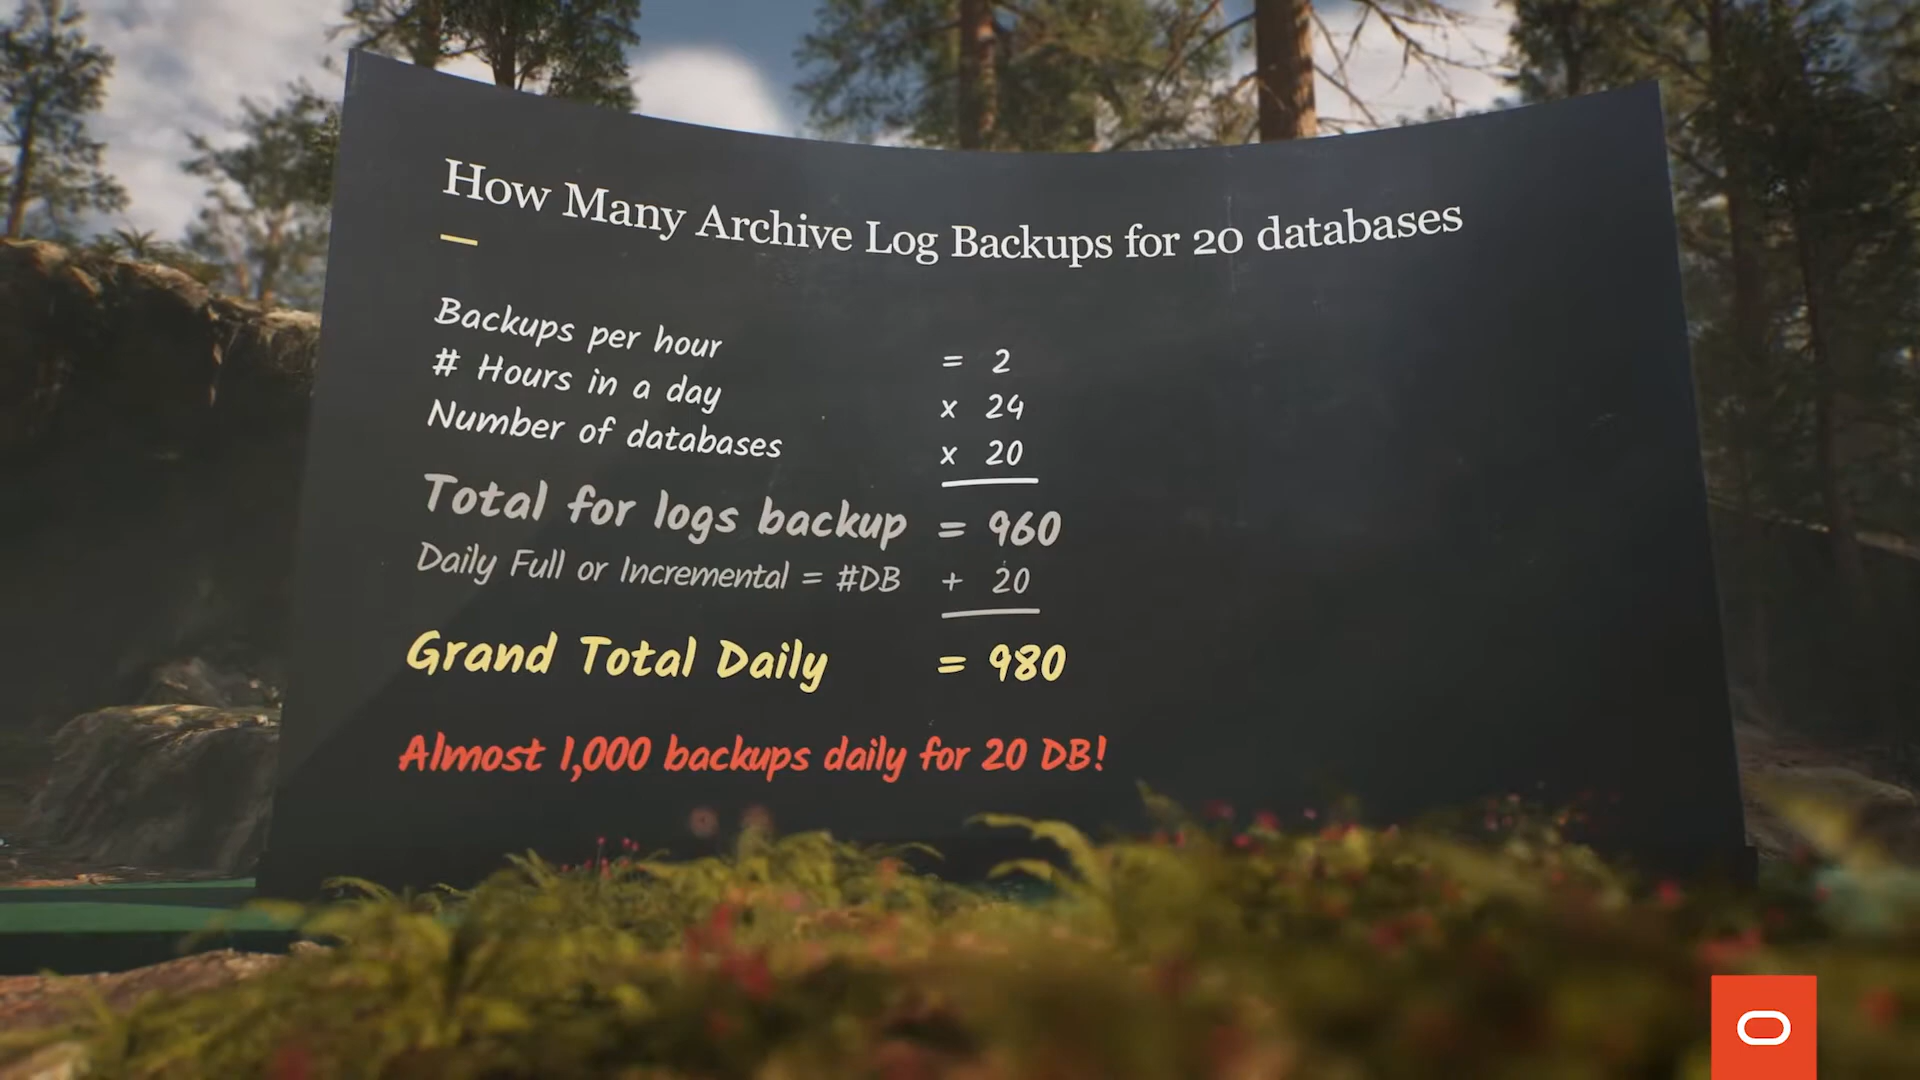 How Many Archive Log Backups for 20 databases
Backups per hour = 2
# Hours in a day x 24
Number of databases x 20
Total for logs backup = 960
Daily Full or Incremental = #DB + 20
Grand Total Daily = 980
Almost 1,000 backups daily for 20 DB!